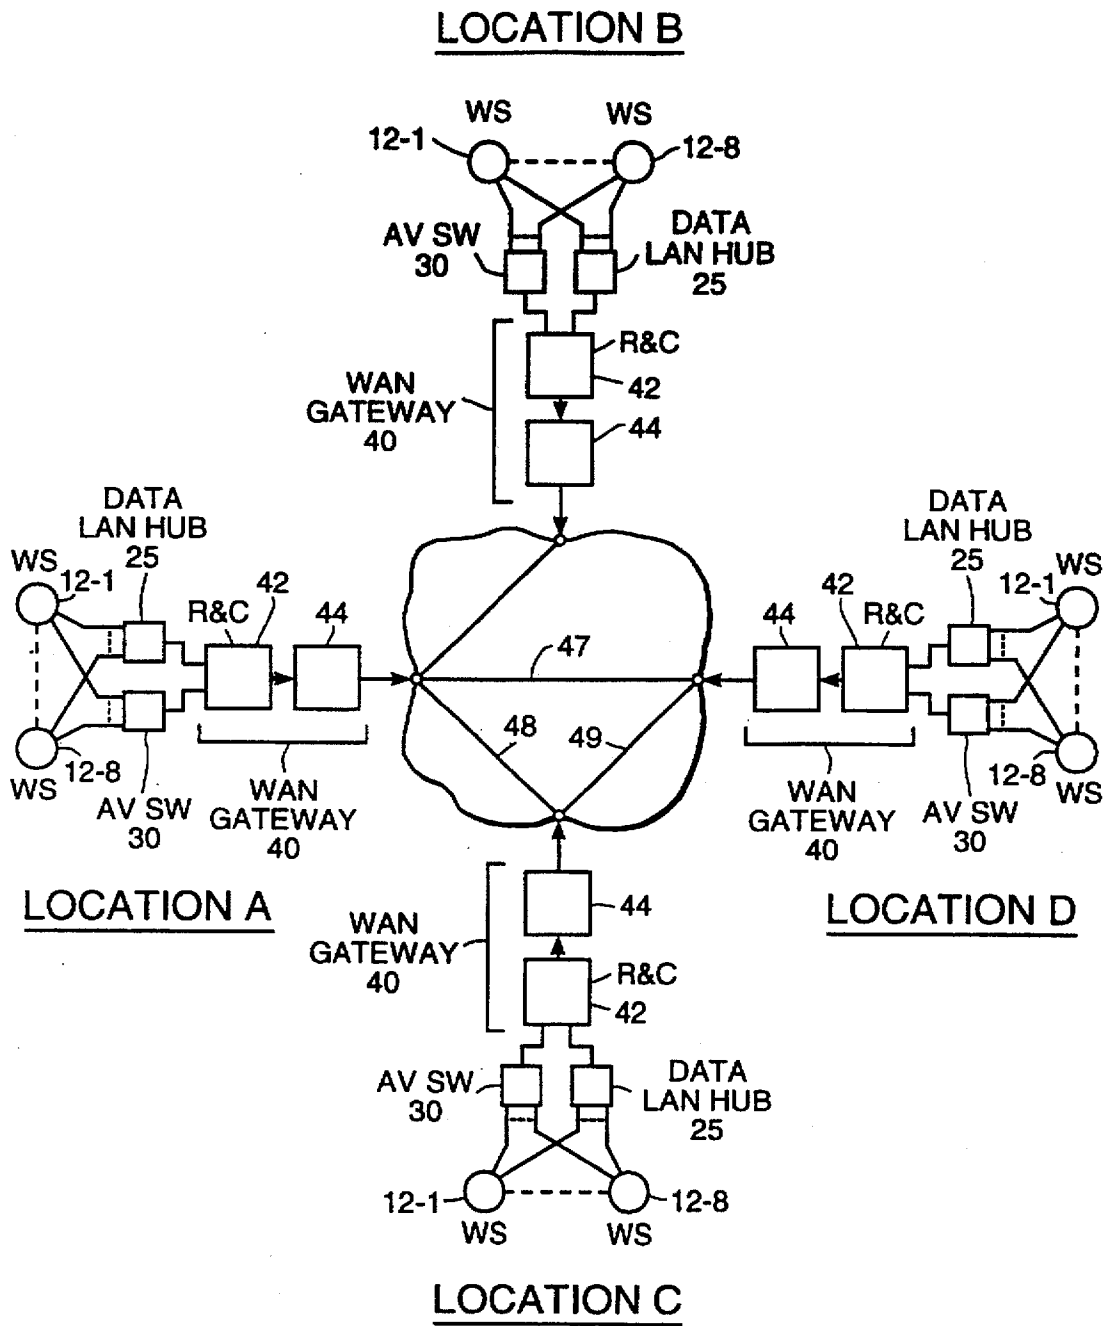 LOCATION B
WS
WS
12-1
12-8
AV SW
30
DATA
LAN HUB
25
R&C
42
WAN
GATEWAY
40
44
DATA
LAN HUB
25
WS
12-1
R&C
42
44
WS
12-8
AV SW
30
WAN
GATEWAY
40
LOCATION A
47
48
49
DATA
LAN HUB
25
WS
12-1
44
42
R&C
12-8
WS
AV SW
30
WAN
GATEWAY
40
LOCATION D
44
WAN
GATEWAY
40
R&C
42
AV SW
30
DATA
LAN HUB
25
12-1
WS
12-8
WS
LOCATION C